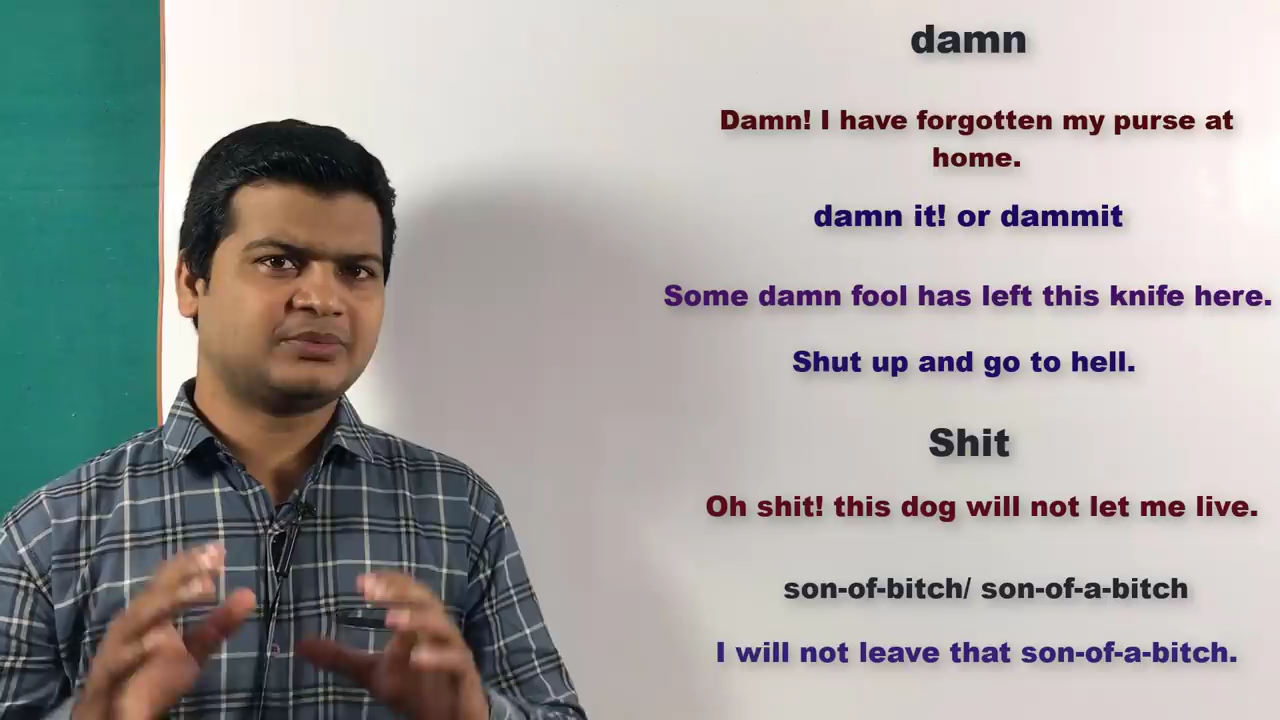 damn
Damn! I have forgotten my purse at
home.
damn it! or dammit
Some damn fool has left this knife here.
Shut up and go to hell.
Shit
Oh shit! this dog will not let me live.
son-of-bitch/ son-of-a-bitch
I will not leave that son-of-a-bitch.